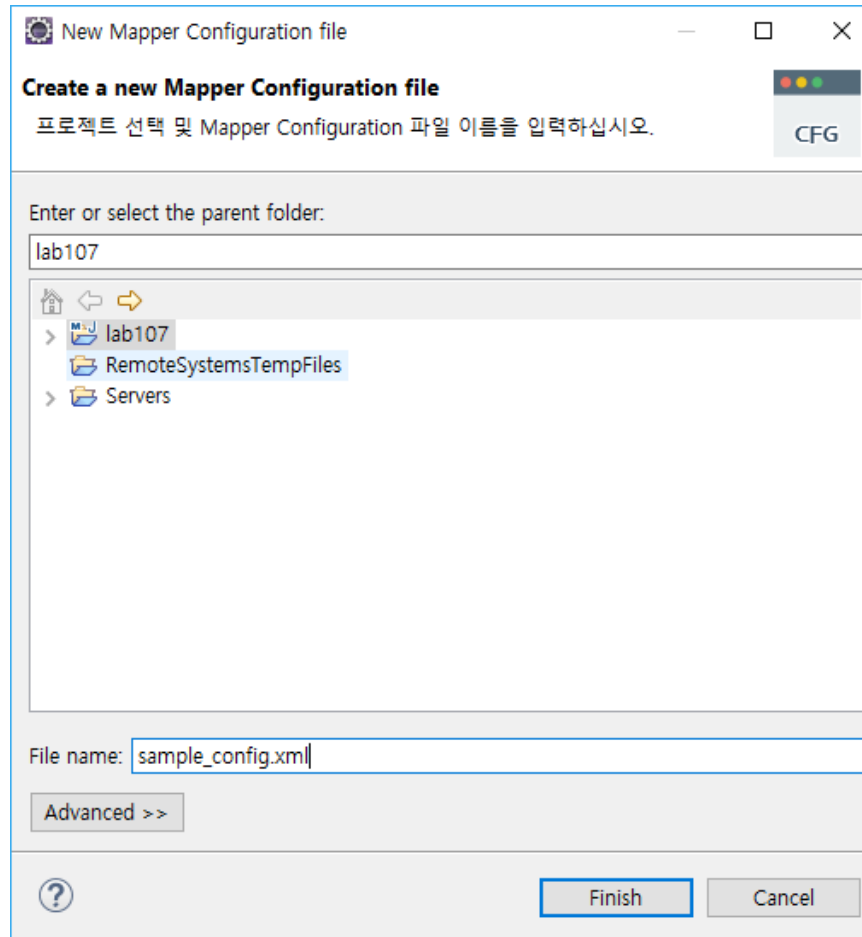 New Mapper Configuration file
Create a new Mapper Configuration file
프로젝트 선택 및 Mapper Configuration 파일 이름을 입력하십시오.
CFG
Enter or select the parent folder:
lab107
lab107
RemoteSystemsTempFiles
Servers
File name: sample_config.xml
Advanced >>
Finish Cancel